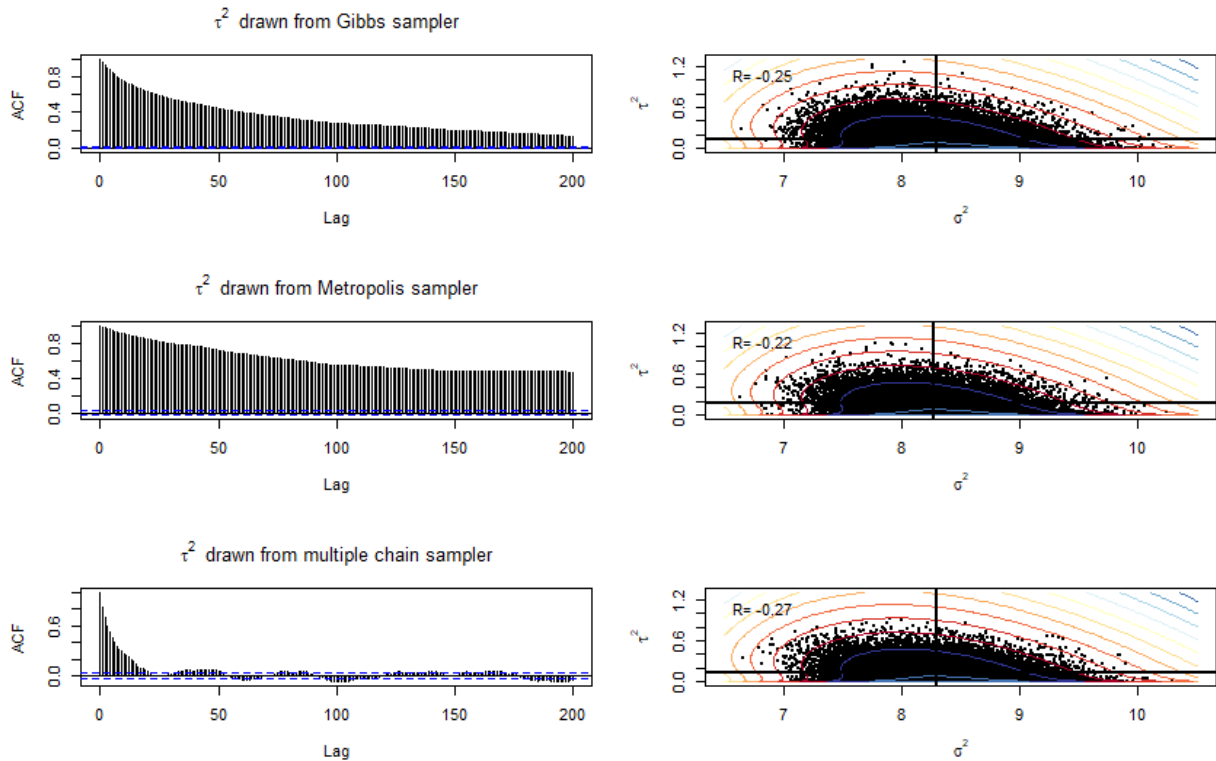 τ² drawn from Gibbs sampler
ACF
0.0 0.4 0.8
0 50 100 150 200
Lag
R= -0.25
τ²
0.0 0.6 1.2
7 8 9 10
σ²
τ² drawn from Metropolis sampler
ACF
0.0 0.4 0.8
0 50 100 150 200
Lag
R= -0.22
τ²
0.0 0.6 1.2
7 8 9 10
σ²
τ² drawn from multiple chain sampler
ACF
0.0 0.6
0 50 100 150 200
Lag
R= -0.27
τ²
0.0 0.6 1.2
7 8 9 10
σ²